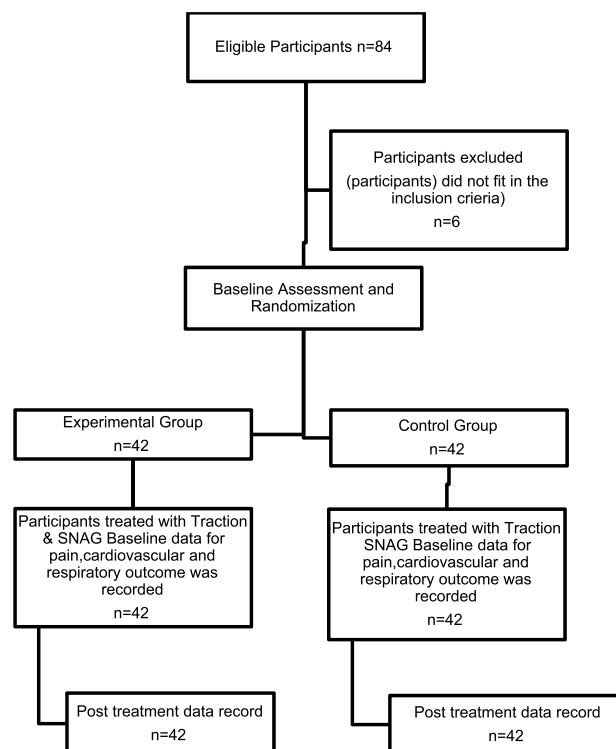 Eligible Participants n=84
Participants excluded
(participants) did not fit in the
inclusion crieria)
n=6
Baseline Assessment and
Randomization
Experimental Group
n=42
Control Group
n=42
Participants treated with Traction
& SNAG Baseline data for
pain,cardiovascular and
respiratory outcome was
recorded
n=42
Participants treated with Traction
SNAG Baseline data for
pain,cardiovascular and
respiratory outcome was
recorded
n=42
Post treatment data record
n=42
Post treatment data record
n=42